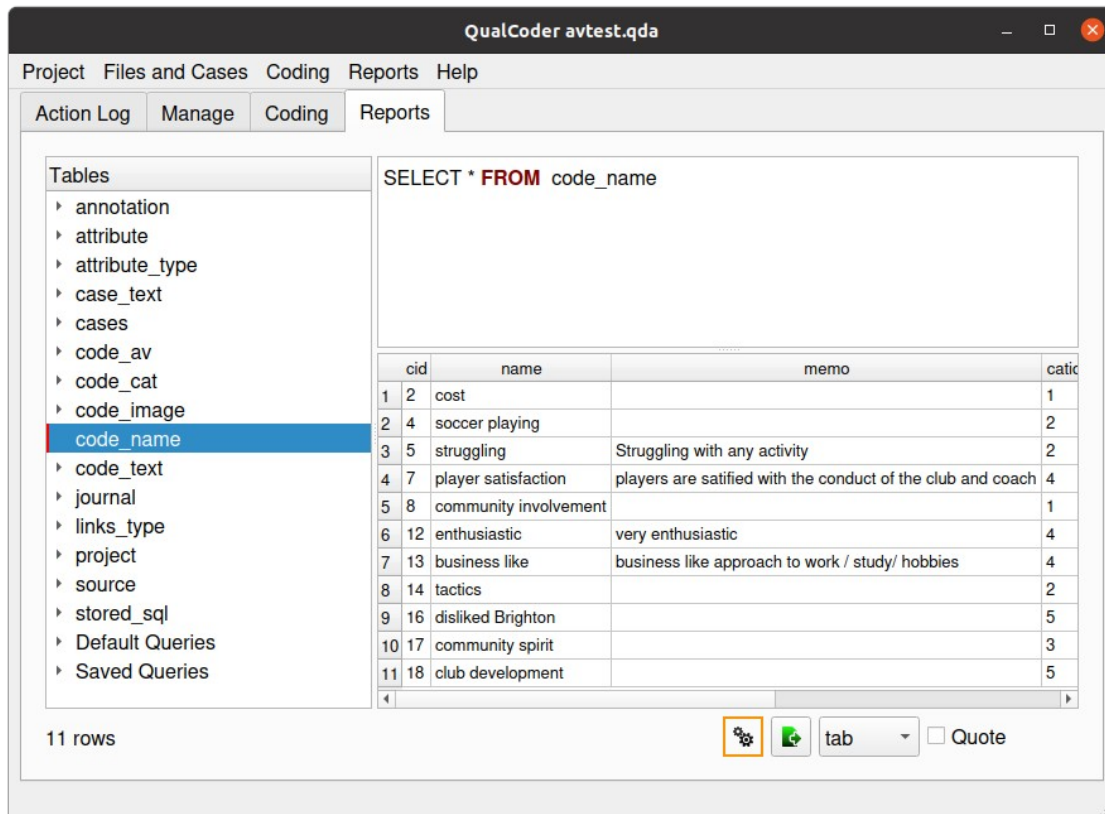 QualCoder avtest.qda
Project Files and Cases Coding Reports Help
Action Log Manage Coding Reports
Tables
annotation
attribute
attribute_type
case_text
cases
code_av
code_cat
code_image
code_name
code_text
journal
links_type
project
source
stored_sql
Default Queries
Saved Queries
SELECT * FROM code_name
cid name memo catid
1 2 cost 1
2 4 soccer playing 2
3 5 struggling Struggling with any activity 2
4 7 player satisfaction players are satified with the conduct of the club and coach 4
5 8 community involvement 1
6 12 enthusiastic very enthusiastic 4
7 13 business like business like approach to work / study/ hobbies 4
8 14 tactics 2
9 16 disliked Brighton 5
10 17 community spirit 3
11 18 club development 5
11 rows
tab
Quote